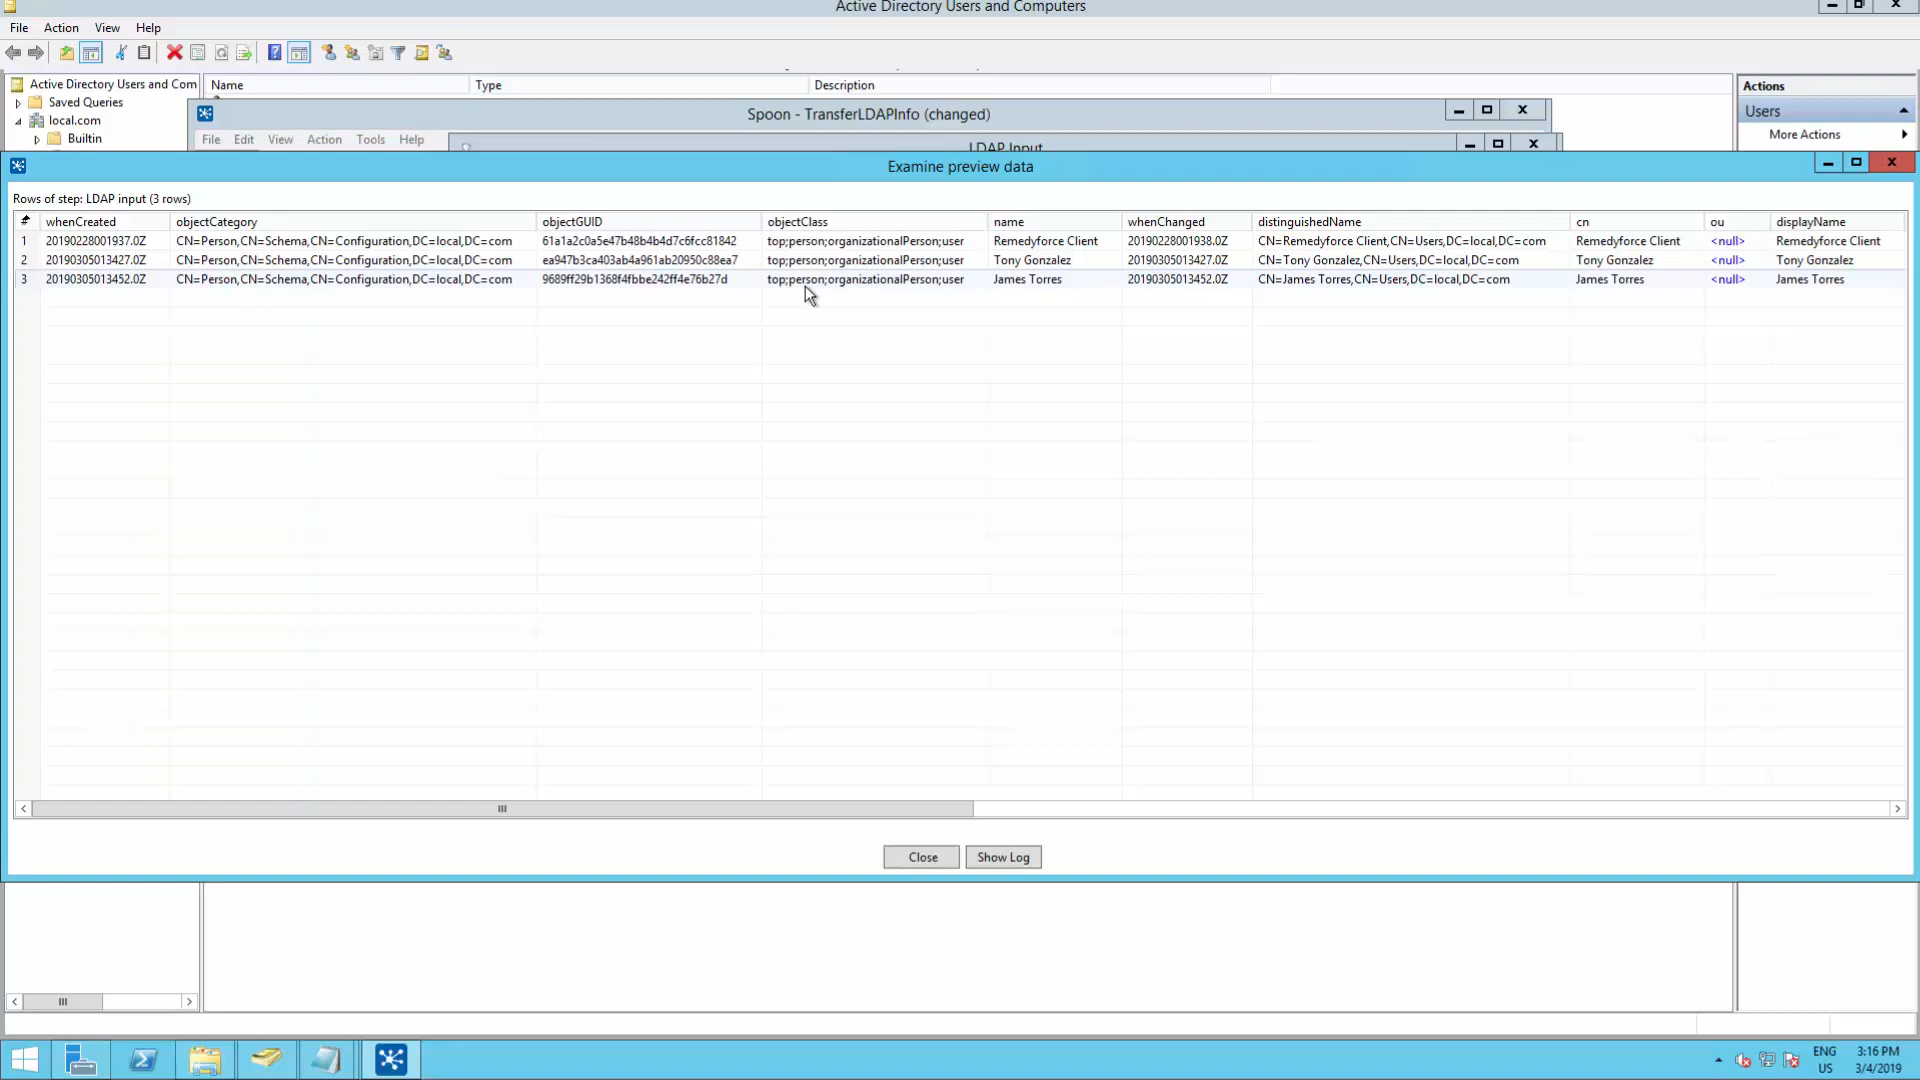 Active Directory Users and Computers
File Action View Help
Active Directory Users and Com
Name Type Description
Actions
Saved Queries
local.com
Builtin
Spoon - TransferLDAPInfo (changed)
Users
More Actions
File Edit View Action Tools Help
LDAP Input
Examine preview data
Rows of step: LDAP input (3 rows)
# whenCreated objectCategory objectGUID objectClass name whenChanged distinguishedName cn ou displayName
1 20190228001937.0Z CN=Person,CN=Schema,CN=Configuration,DC=local,DC=com 61a1a2c0a5e47b48b4b4d7c6fcc81842 top;person;organizationalPerson;user Remedyforce Client 20190228001938.0Z CN=Remedyforce Client,CN=Users,DC=local,DC=com Remedyforce Client <null> Remedyforce Client
2 20190305013427.0Z CN=Person,CN=Schema,CN=Configuration,DC=local,DC=com ea947b3ca403ab4a961ab20950c88ea7 top;person;organizationalPerson;user Tony Gonzalez 20190305013427.0Z CN=Tony Gonzalez,CN=Users,DC=local,DC=com Tony Gonzalez <null> Tony Gonzalez
3 20190305013452.0Z CN=Person,CN=Schema,CN=Configuration,DC=local,DC=com 9689ff29b1368f4fbbe242ff4e76b27d top;person;organizationalPerson;user James Torres 20190305013452.0Z CN=James Torres,CN=Users,DC=local,DC=com James Torres <null> James Torres
Close Show Log
ENG 3:16 PM
US 3/4/2019